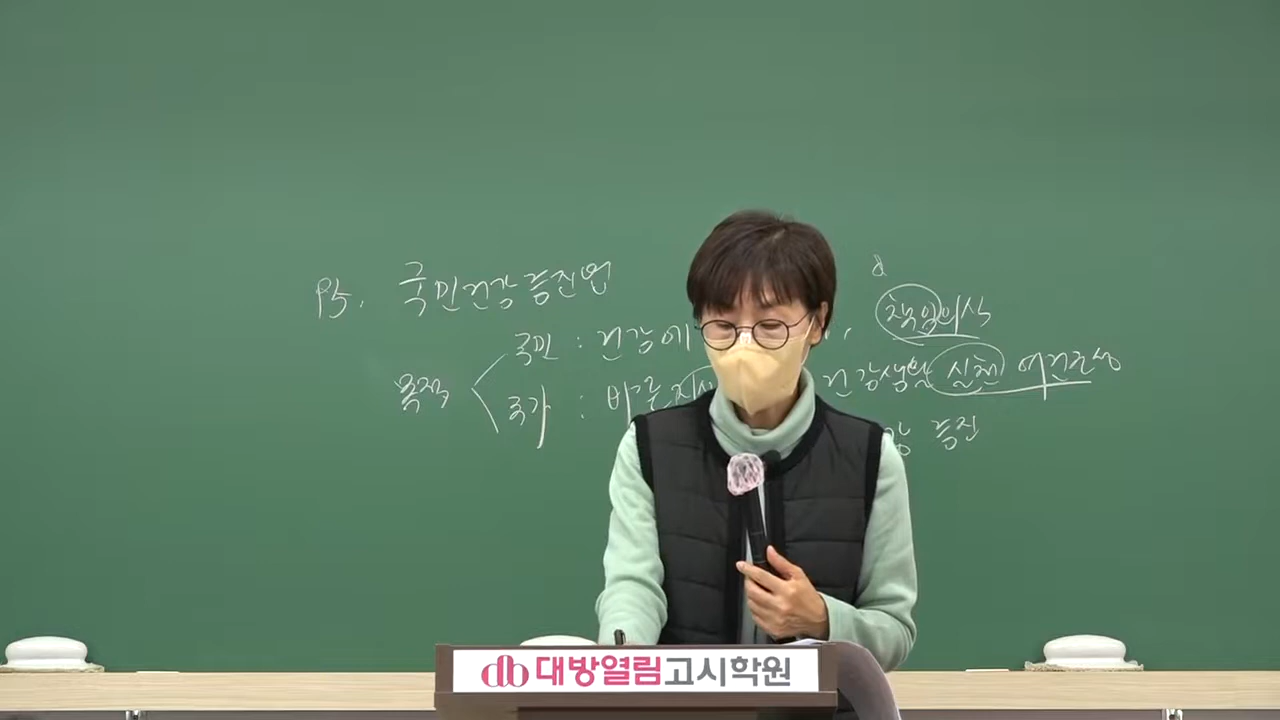 P5. 국민건강증진법
d
국민 : 건강에 책임의식
목적
국가 : 바른지식 건강생활 실천 여건조성
증진
db 대방열림고시학원